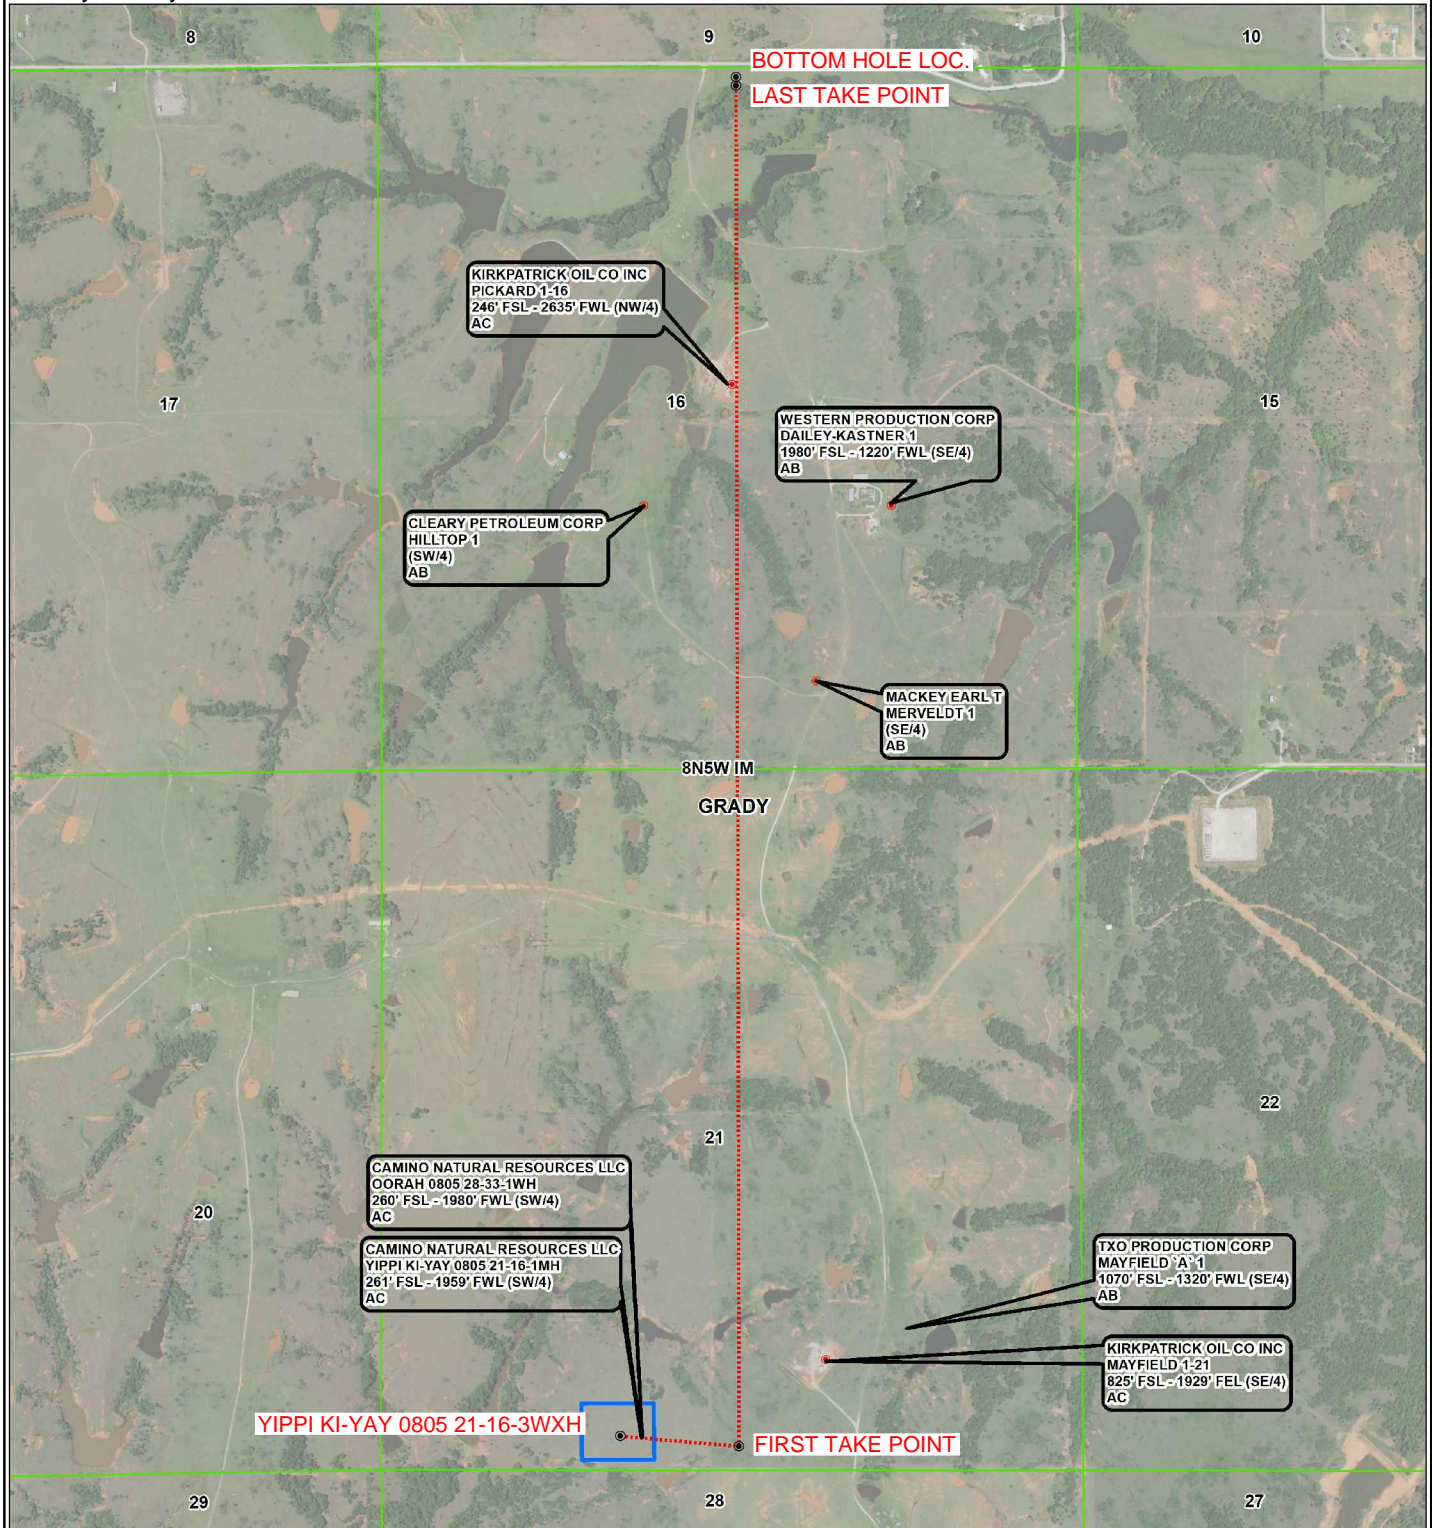 8
9
10
BOTTOM HOLE LOC.
LAST TAKE POINT
KIRKPATRICK OIL CO INC
PICKARD 1-16
246' FSL - 2635' FWL (NW/4)
AC
17
16
15
WESTERN PRODUCTION CORP
DAILEY-KASTNER 1
1980' FSL - 1220' FWL (SE/4)
AB
CLEARY PETROLEUM CORP
HILLTOP 1
(SW/4)
AB
MACKEY EARL T
MERVELDT 1
(SE/4)
AB
8N5W IM
GRADY
22
21
20
CAMINO NATURAL RESOURCES LLC
OORAH 0805 28-33-1WH
260' FSL - 1980' FWL (SW/4)
AC
CAMINO NATURAL RESOURCES LLC
YIPPI KI-YAY 0805 21-16-1MH
261' FSL - 1959' FWL (SW/4)
AC
TXO PRODUCTION CORP
MAYFIELD `A` 1
1070' FSL - 1320' FWL (SE/4)
AB
KIRKPATRICK OIL CO INC
MAYFIELD 1-21
825' FSL - 1929' FEL (SE/4)
AC
YIPPI KI-YAY 0805 21-16-3WXH
FIRST TAKE POINT
29
28
27